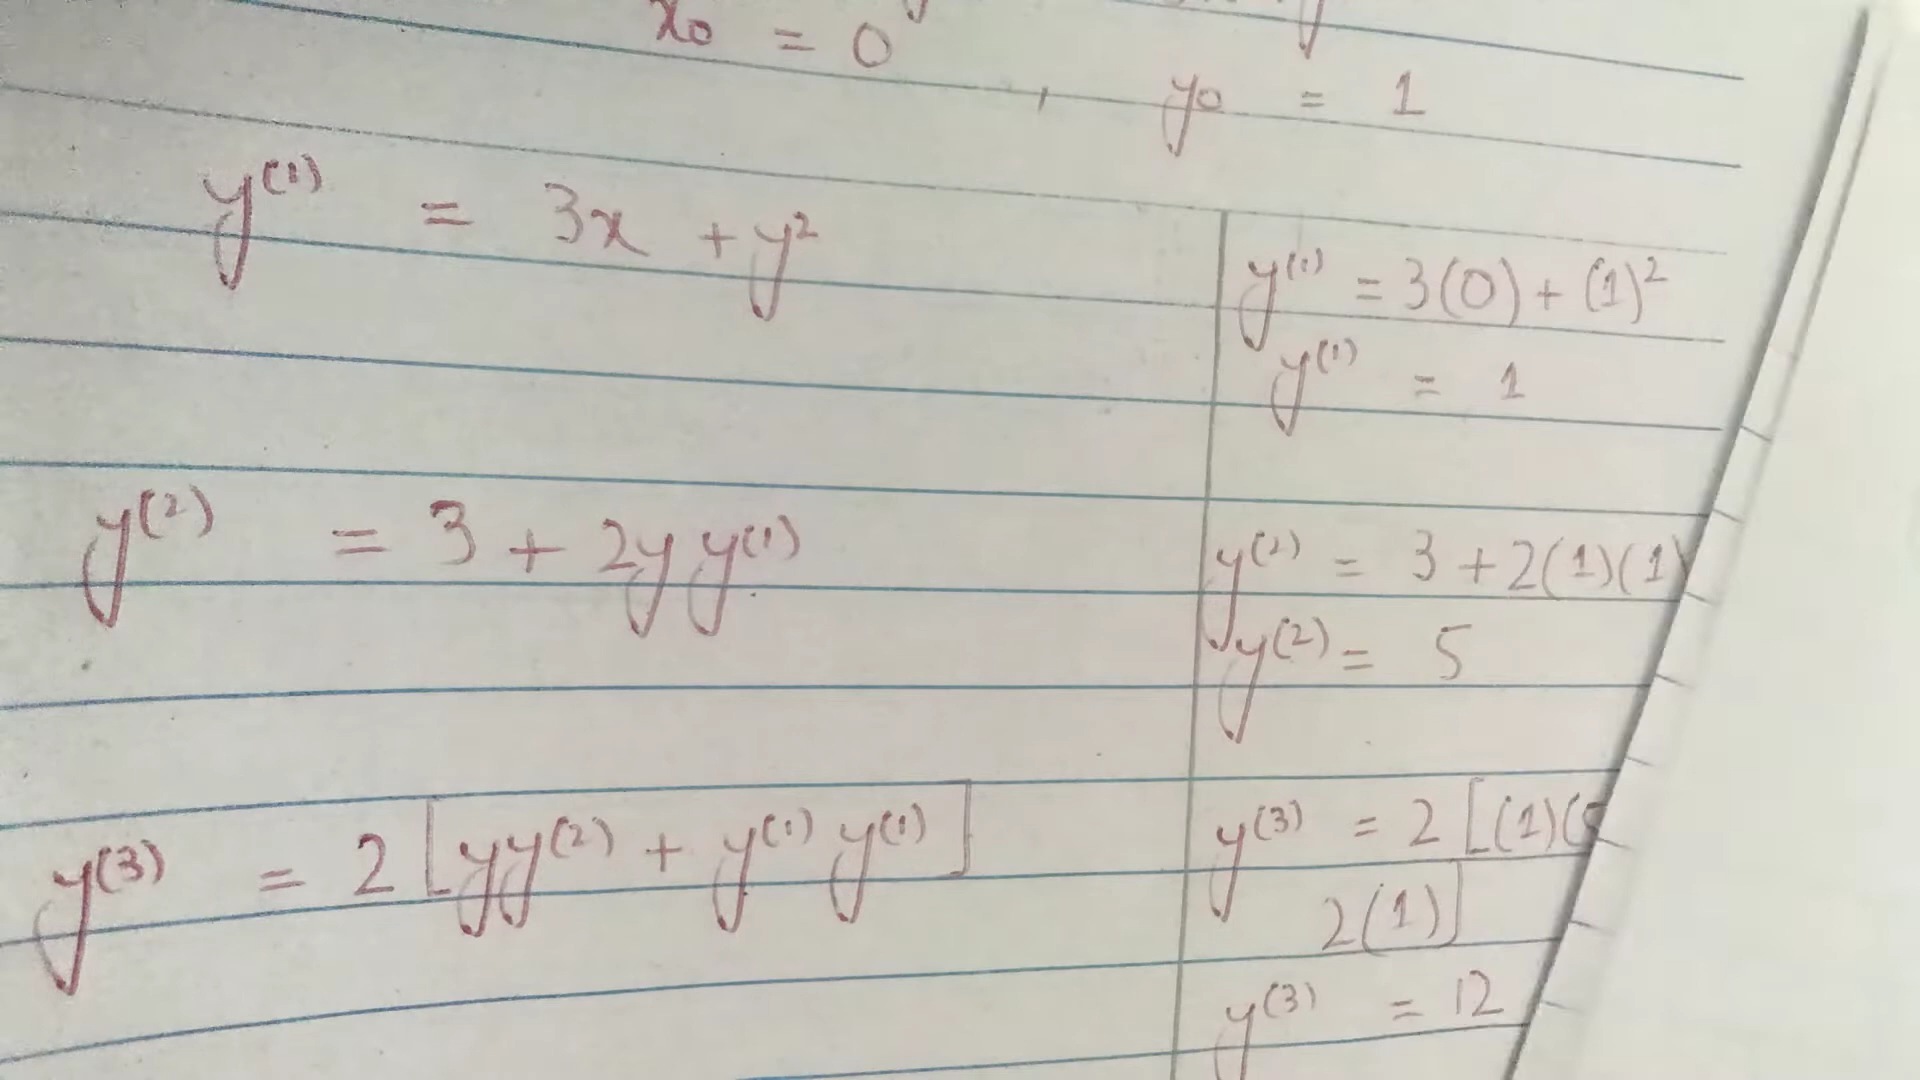 x₀ = 0 , y₀ = 1
y⁽¹⁾ = 3x + y²
y⁽¹⁾ = 3(0) + (1)²
y⁽¹⁾ = 1
y⁽²⁾ = 3 + 2y y⁽¹⁾
y⁽²⁾ = 3 + 2(1)(1)
y⁽²⁾ = 5
y⁽³⁾ = 2 [yy⁽²⁾ + y⁽¹⁾ y⁽¹⁾]
y⁽³⁾ = 2 [(1)(
2(1)]
y⁽³⁾ = 12